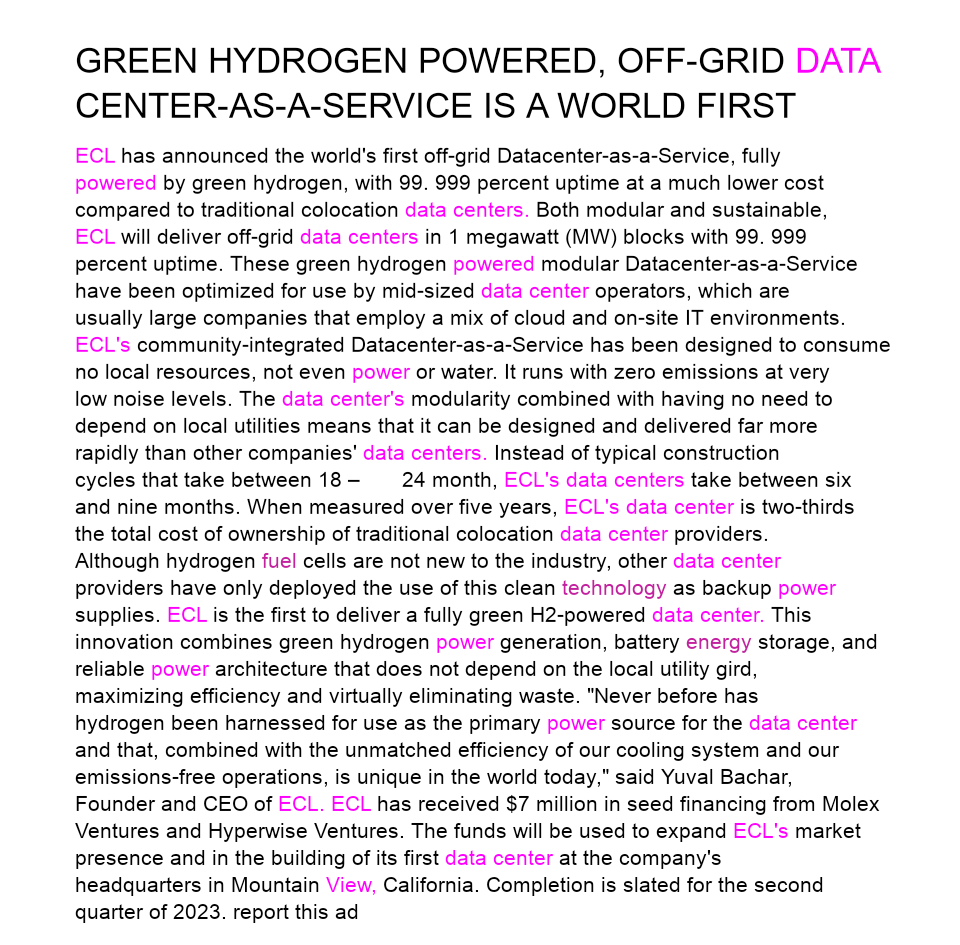 GREEN HYDROGEN POWERED, OFF-GRID DATA
CENTER-AS-A-SERVICE IS A WORLD FIRST
ECL has announced the world's first off-grid Datacenter-as-a-Service, fully
powered by green hydrogen, with 99. 999 percent uptime at a much lower cost
compared to traditional colocation data centers. Both modular and sustainable,
ECL will deliver off-grid data centers in 1 megawatt (MW) blocks with 99. 999
percent uptime. These green hydrogen powered modular Datacenter-as-a-Service
have been optimized for use by mid-sized data center operators, which are
usually large companies that employ a mix of cloud and on-site IT environments.
ECL's community-integrated Datacenter-as-a-Service has been designed to consume
no local resources, not even power or water. It runs with zero emissions at very
low noise levels. The data center's modularity combined with having no need to
depend on local utilities means that it can be designed and delivered far more
rapidly than other companies' data centers. Instead of typical construction
cycles that take between 18 – 24 month, ECL's data centers take between six
and nine months. When measured over five years, ECL's data center is two-thirds
the total cost of ownership of traditional colocation data center providers.
Although hydrogen fuel cells are not new to the industry, other data center
providers have only deployed the use of this clean technology as backup power
supplies. ECL is the first to deliver a fully green H2-powered data center. This
innovation combines green hydrogen power generation, battery energy storage, and
reliable power architecture that does not depend on the local utility gird,
maximizing efficiency and virtually eliminating waste. "Never before has
hydrogen been harnessed for use as the primary power source for the data center
and that, combined with the unmatched efficiency of our cooling system and our
emissions-free operations, is unique in the world today," said Yuval Bachar,
Founder and CEO of ECL. ECL has received $7 million in seed financing from Molex
Ventures and Hyperwise Ventures. The funds will be used to expand ECL's market
presence and in the building of its first data center at the company's
headquarters in Mountain View, California. Completion is slated for the second
quarter of 2023. report this ad